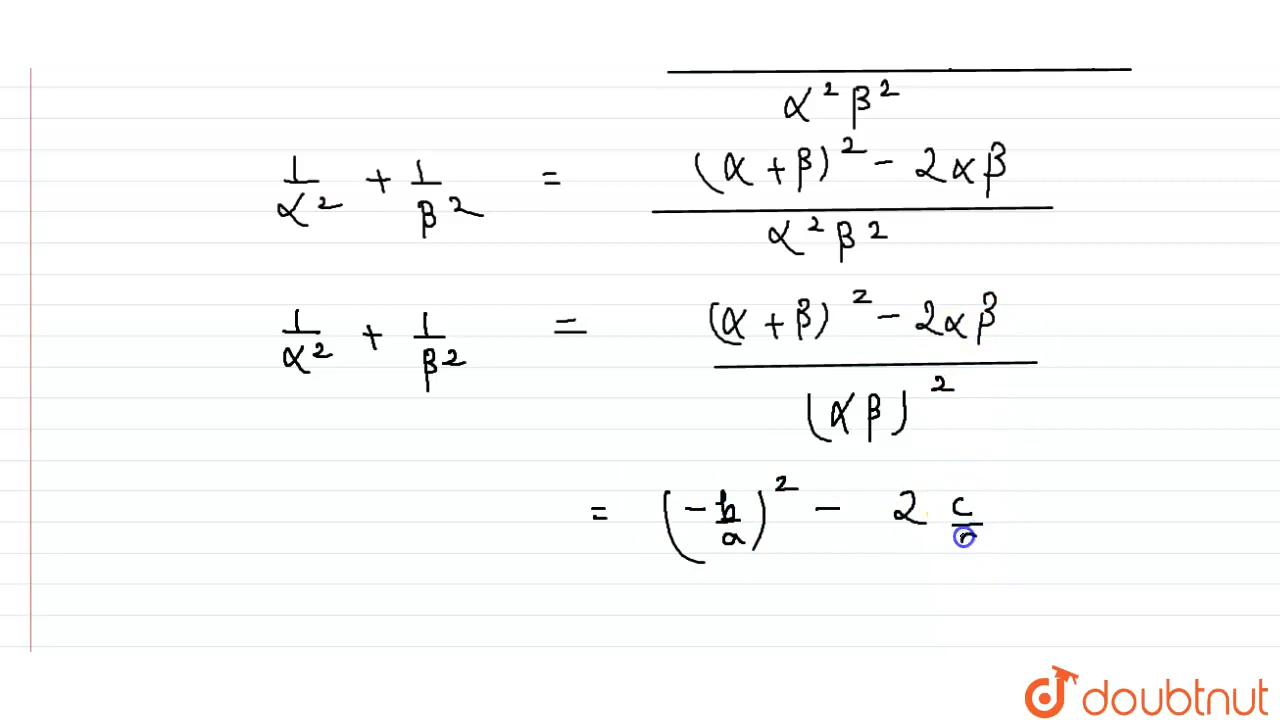 α²β²
1/α² + 1/β² = (α + β)² - 2αβ / α²β²
1/α² + 1/β² = (α + β)² - 2αβ / (αβ)²
= (-b/a)² - 2 c/
doubtnut